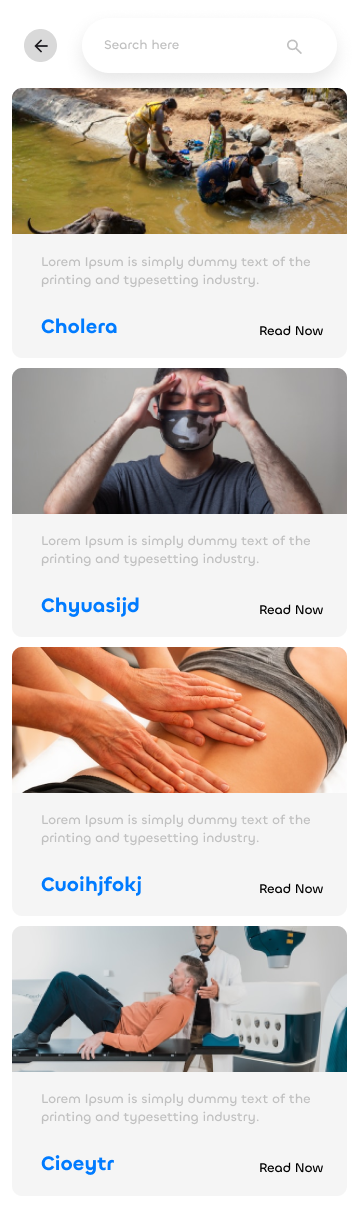 Search here
Lorem Ipsum is simply dummy text of the
printing and typesetting industry.
Cholera
Read Now
Lorem Ipsum is simply dummy text of the
printing and typesetting industry.
Chyuasijd
Read Now
Lorem Ipsum is simply dummy text of the
printing and typesetting industry.
Cuoihjfokj
Read Now
Lorem Ipsum is simply dummy text of the
printing and typesetting industry.
Cioeytr
Read Now